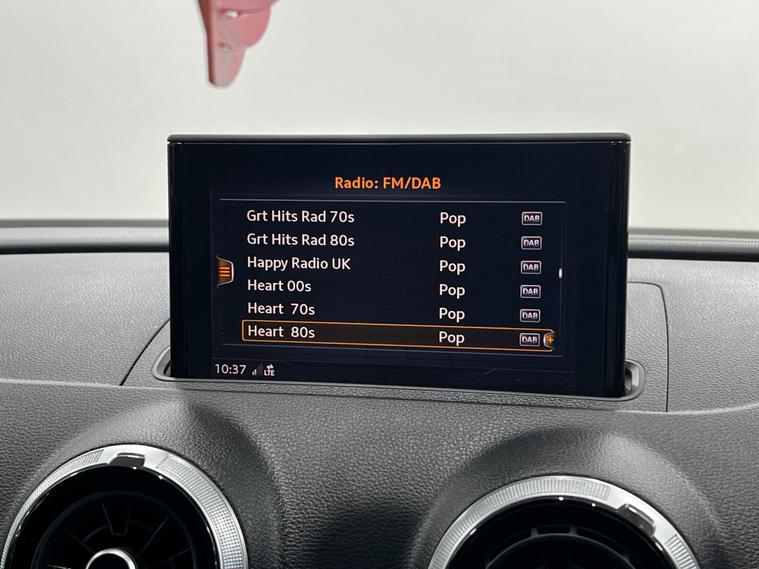 Radio: FM/DAB
Grt Hits Rad 70s Pop DAB
Grt Hits Rad 80s Pop DAB
Happy Radio UK Pop DAB
Heart 00s Pop DAB
Heart 70s Pop DAB
Heart 80s Pop DAB
10:37 LTE